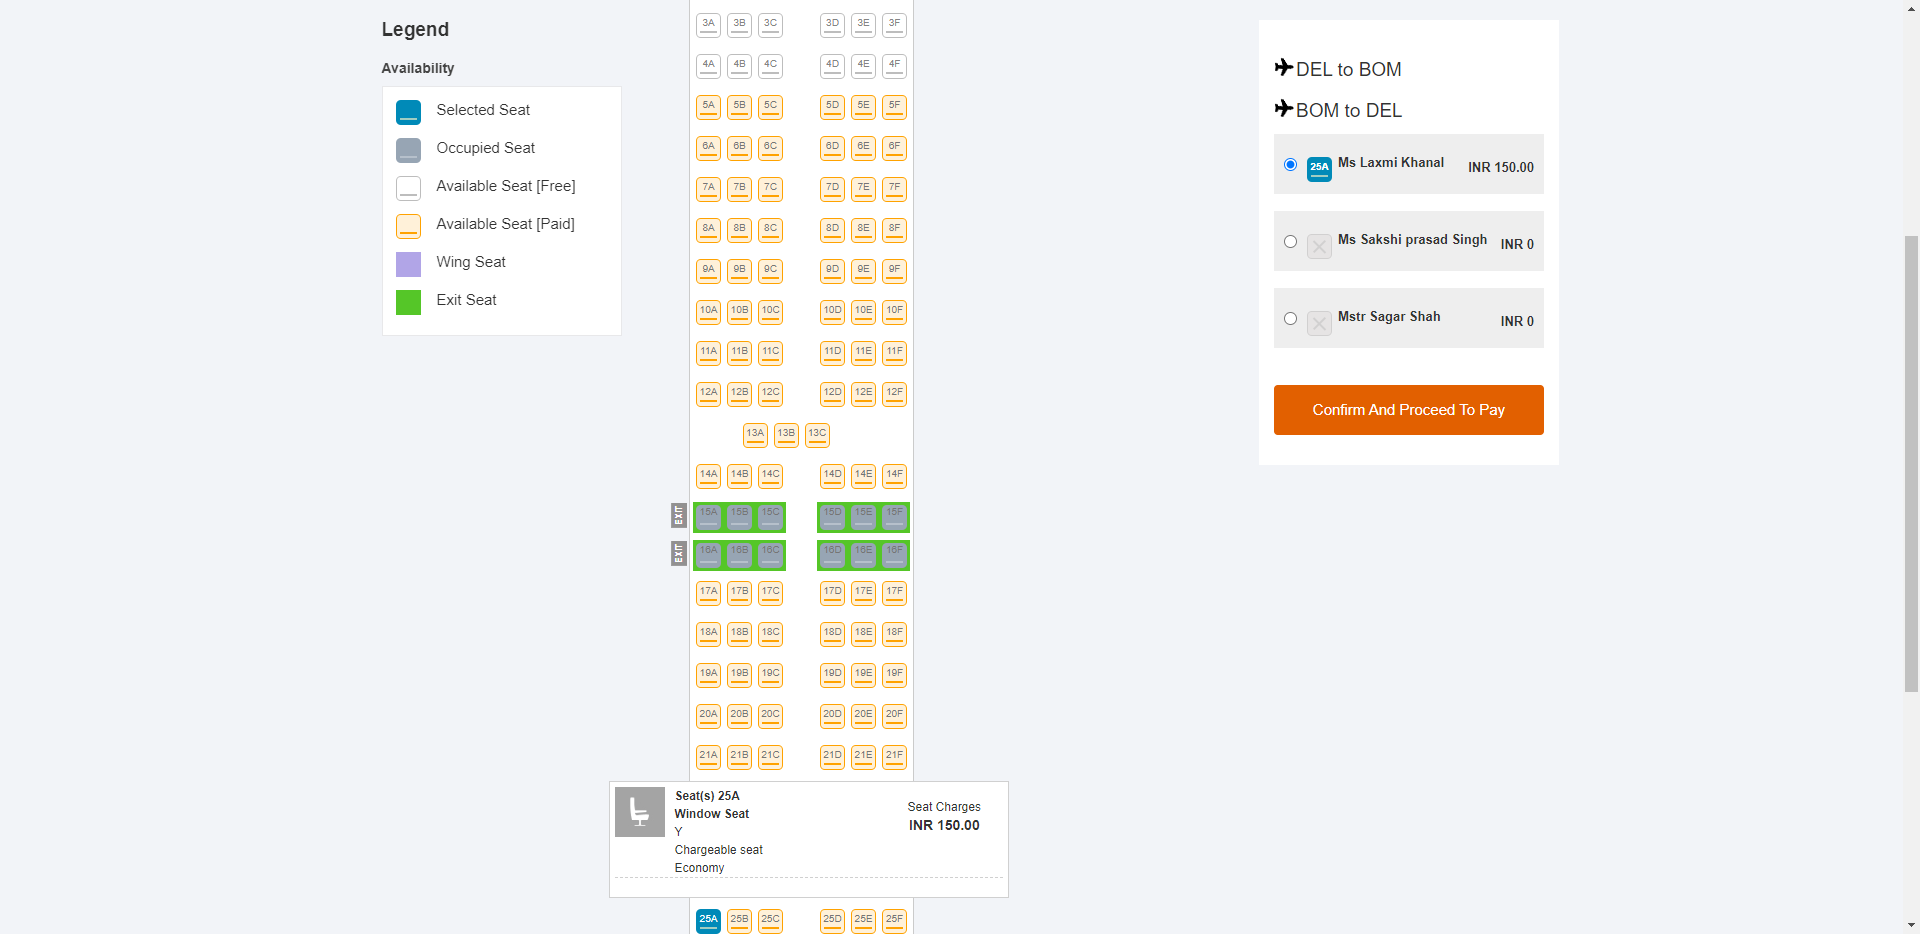 Legend
Availability
Selected Seat
Occupied Seat
Available Seat [Free]
Available Seat [Paid]
Wing Seat
Exit Seat
3A 3B 3C 3D 3E 3F
4A 4B 4C 4D 4E 4F
5A 5B 5C 5D 5E 5F
6A 6B 6C 6D 6E 6F
7A 7B 7C 7D 7E 7F
8A 8B 8C 8D 8E 8F
9A 9B 9C 9D 9E 9F
10A 10B 10C 10D 10E 10F
11A 11B 11C 11D 11E 11F
12A 12B 12C 12D 12E 12F
13A 13B 13C
14A 14B 14C 14D 14E 14F
EXIT 15A 15B 15C 15D 15E 15F
EXIT 16A 16B 16C 16D 16E 16F
17A 17B 17C 17D 17E 17F
18A 18B 18C 18D 18E 18F
19A 19B 19C 19D 19E 19F
20A 20B 20C 20D 20E 20F
21A 21B 21C 21D 21E 21F
Seat(s) 25A
Window Seat
Y
Chargeable seat
Economy
Seat Charges
INR 150.00
25A 25B 25C 25D 25E 25F
DEL to BOM
BOM to DEL
25A Ms Laxmi Khanal INR 150.00
Ms Sakshi prasad Singh INR 0
Mstr Sagar Shah INR 0
Confirm And Proceed To Pay